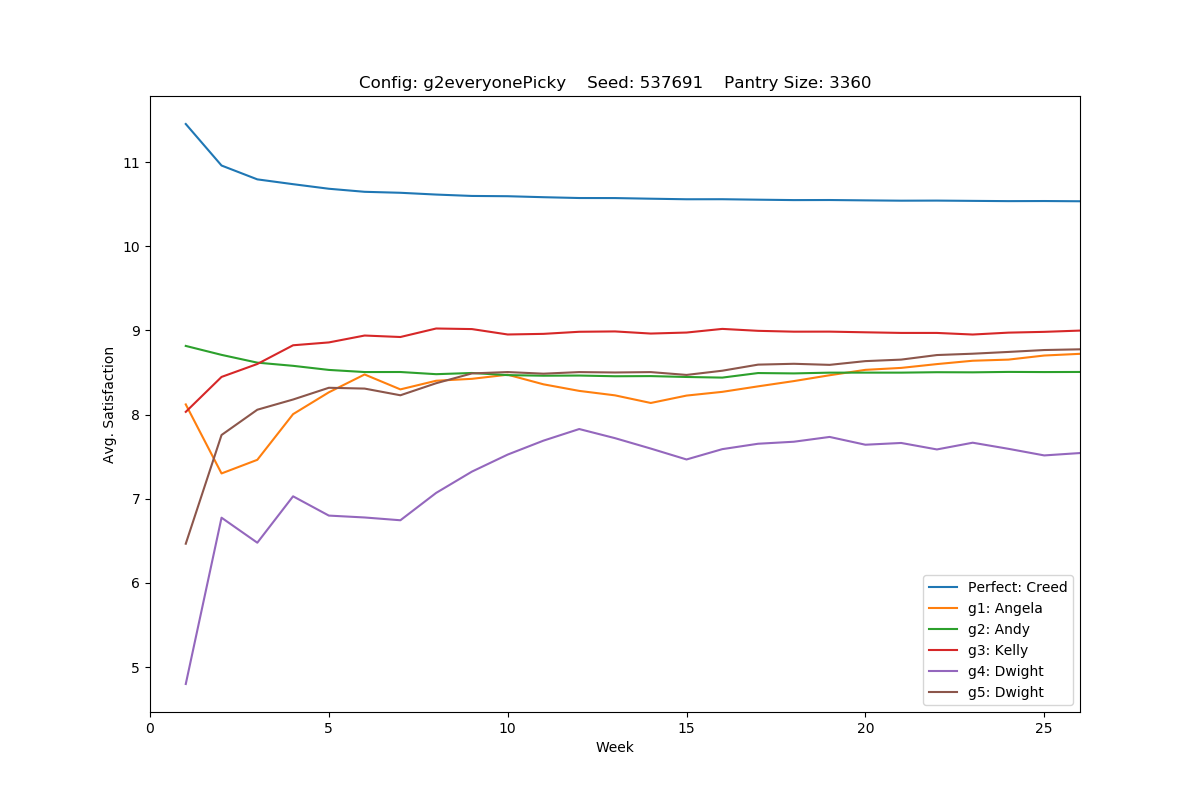 Config: g2everyonePicky    Seed: 537691    Pantry Size: 3360
Avg. Satisfaction
11
10
9
8
7
6
5
0
5
10
15
20
25
Week
Perfect: Creed
g1: Angela
g2: Andy
g3: Kelly
g4: Dwight
g5: Dwight